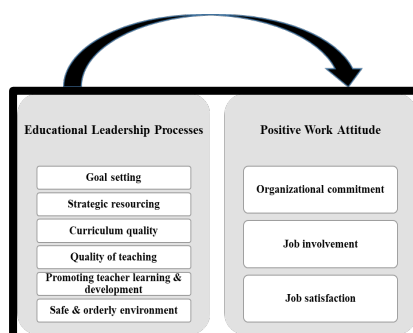 Educational Leadership Processes
Goal setting
Strategic resourcing
Curriculum quality
Quality of teaching
Promoting teacher learning &
development
Safe & orderly environment
Positive Work Attitude
Organizational commitment
Job involvement
Job satisfaction